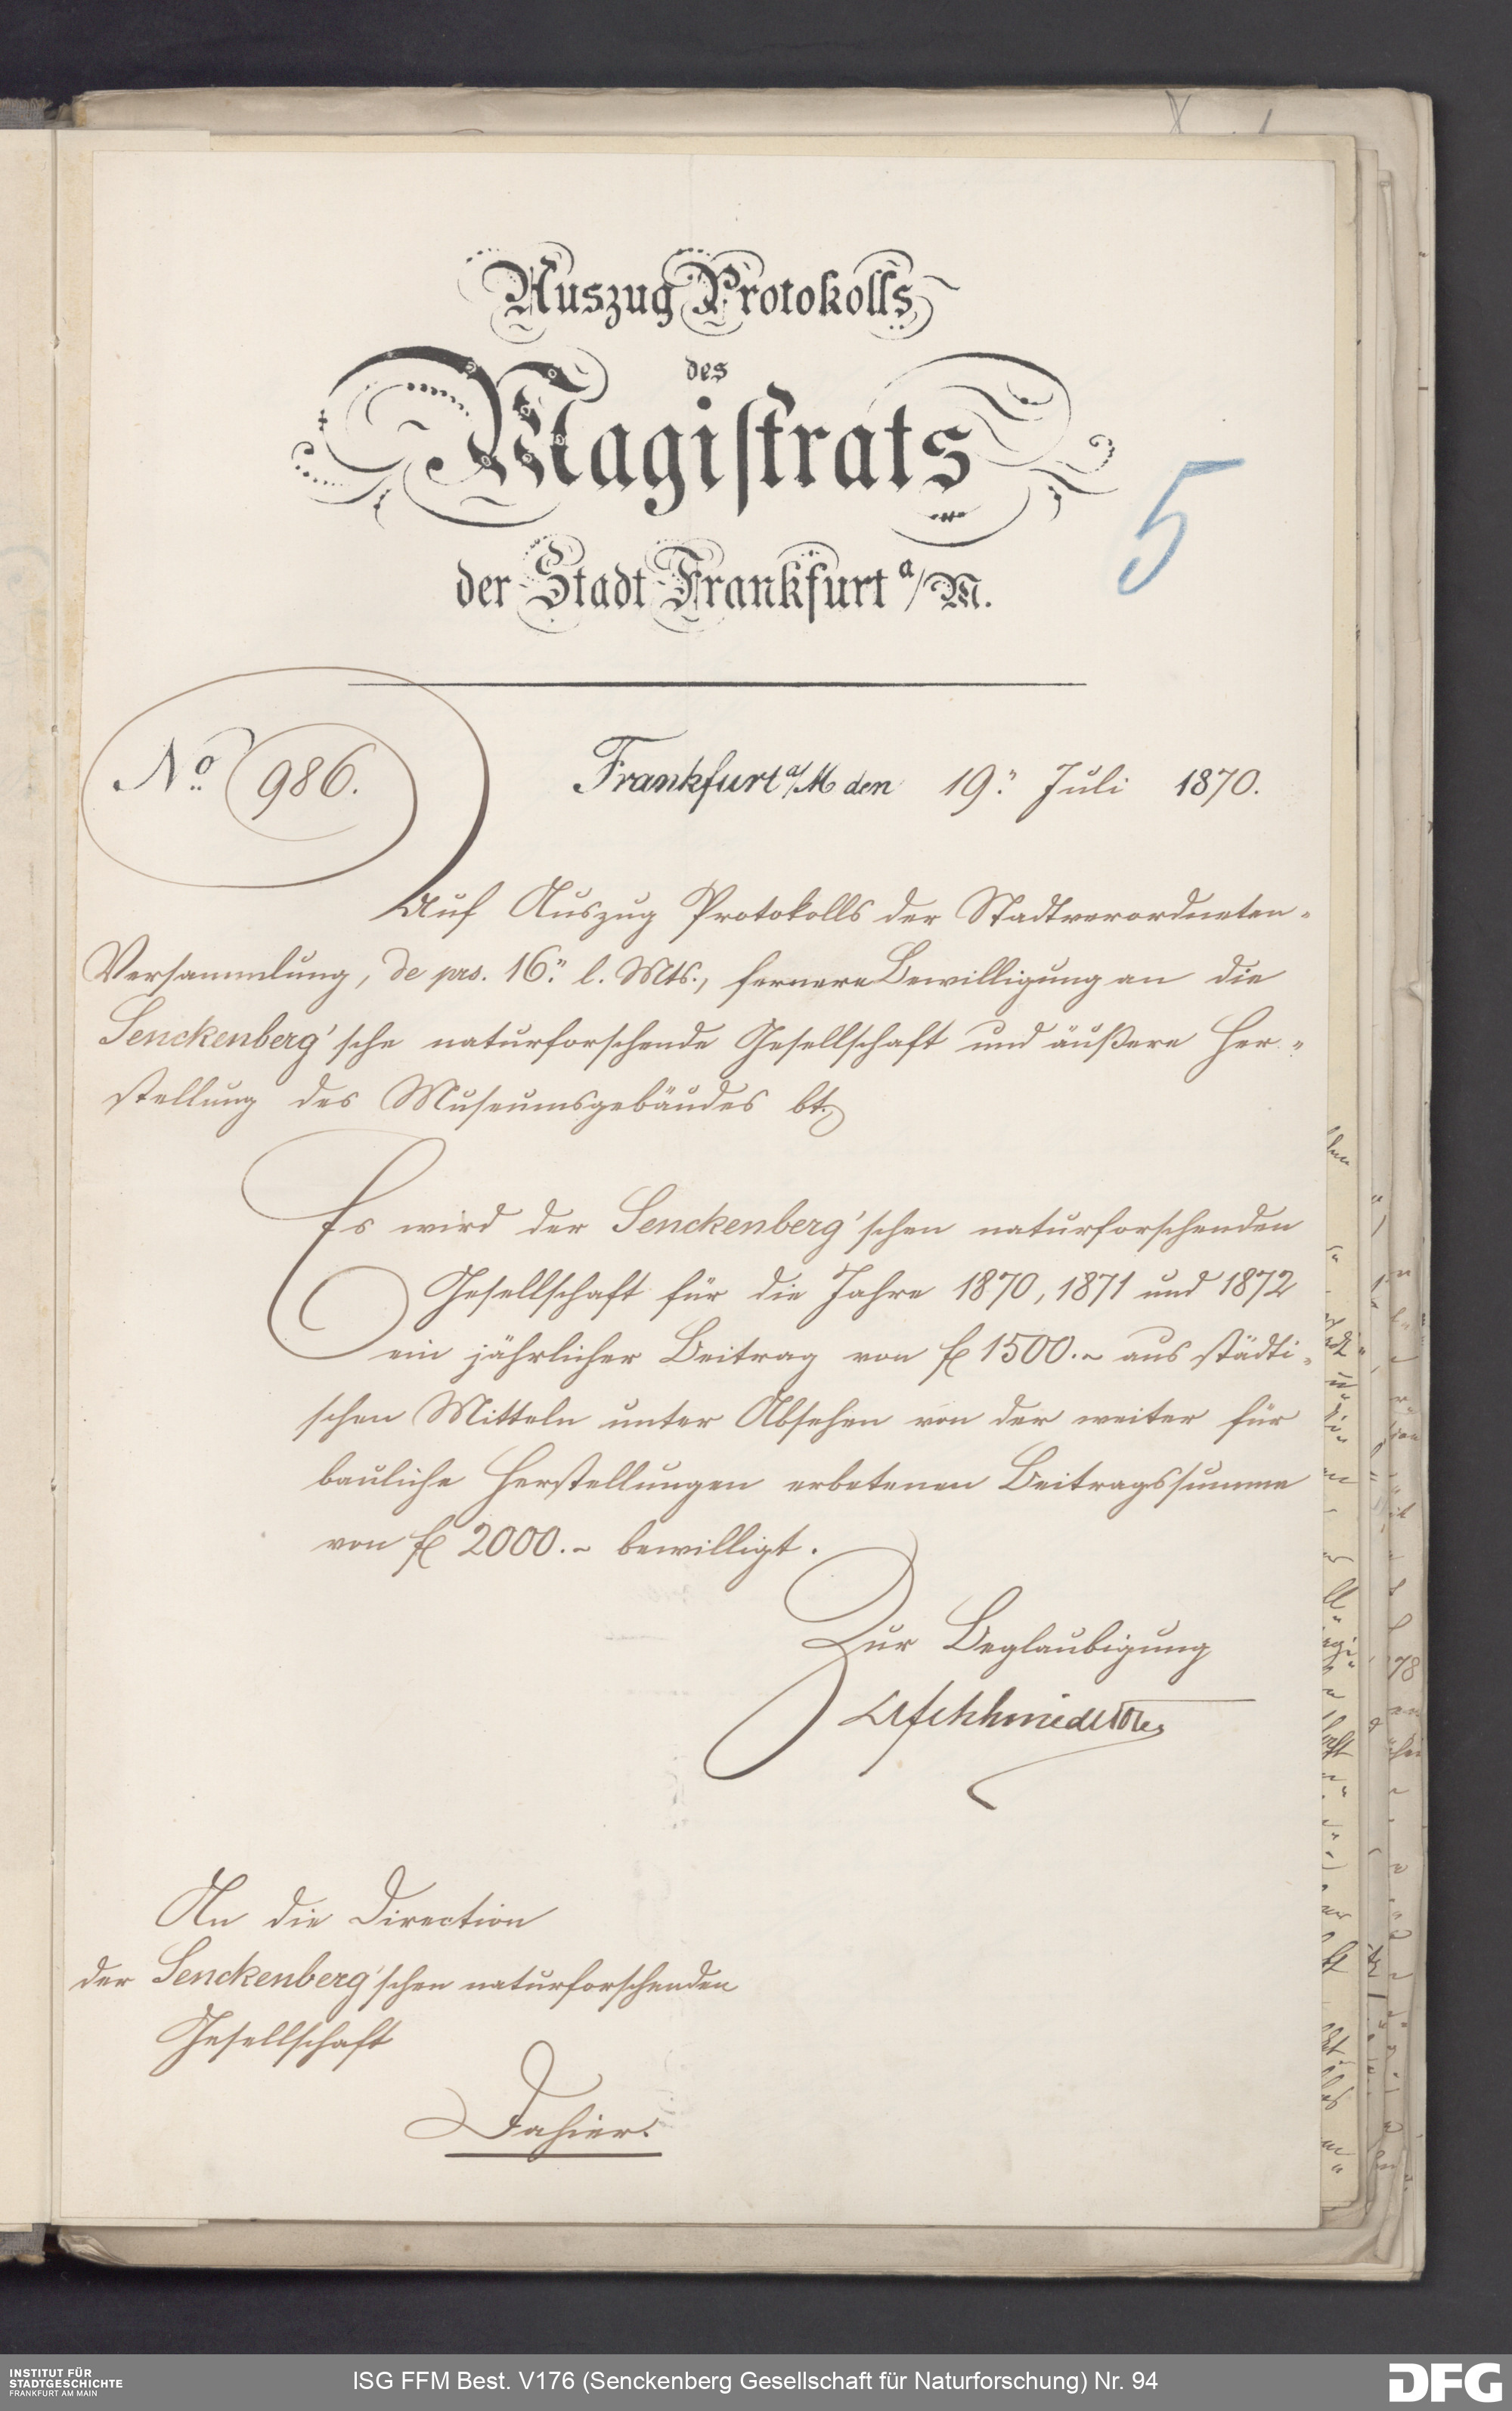 Auszug Protokolls
des
Magistrats
der Stadt Frankfurt a/M.
5
No 986.
Frankfurt a/M den 19." Juli 1870.
Auf Auszug Protokolls der Stadtverordneten-
Versammlung, de prs. 16." l. Mts., fernere Bewilligung an die
Senckenberg'sche naturforschende Gesellschaft und äußere Her-
stellung des Museumsgebäudes bt.
Es wird der Senckenberg'schen naturforschenden
Gesellschaft für die Jahre 1870, 1871 und 1872
ein jährlicher Beitrag von fl 1500.~ aus städti-
schen Mitteln unter Absehen von der weiter für
bauliche Herstellungen erbetenen Beitragssumme
von fl 2000.~ bewilligt.
Zur Beglaubigung
An die Direction
der Senckenberg'schen naturforschenden
Gesellschaft
Dahier.
INSTITUT FÜR
STADTGESCHICHTE
FRANKFURT AM MAIN
ISG FFM Best. V176 (Senckenberg Gesellschaft für Naturforschung) Nr. 94
DFG